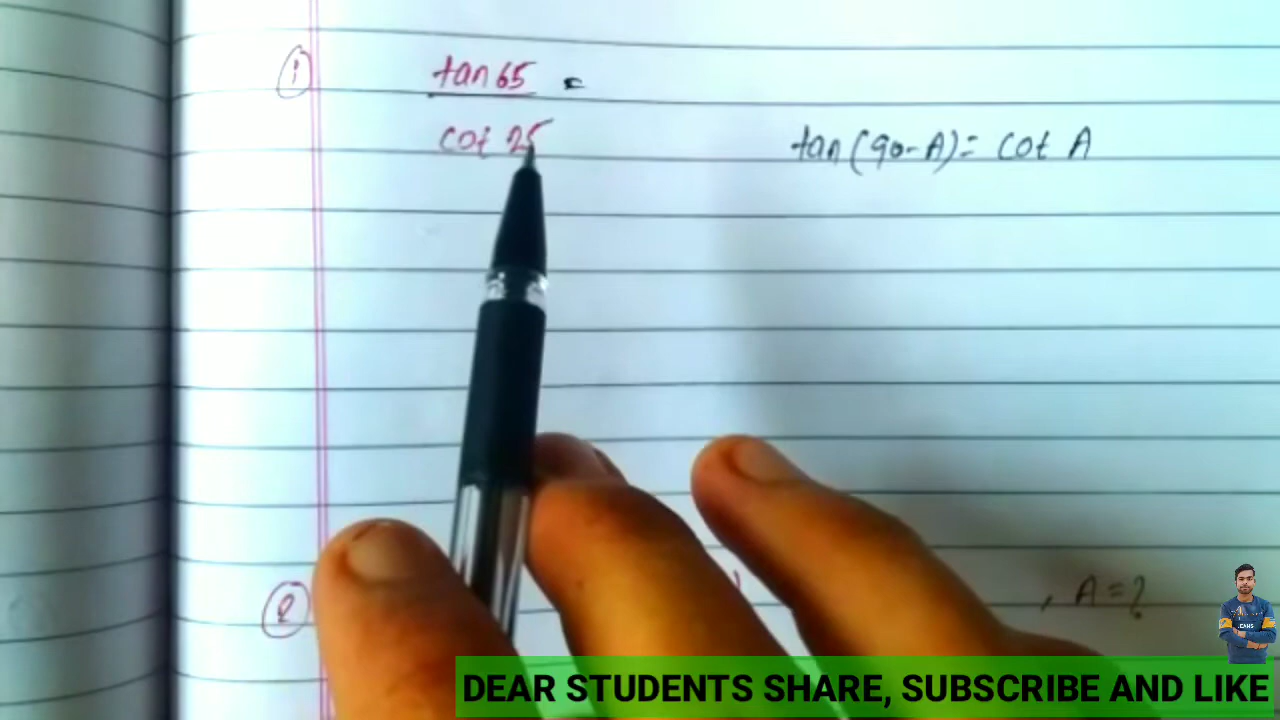 1
tan 65 =
cot 25
tan (90-A) = cot A
2
, A = ?
DEAR STUDENTS SHARE, SUBSCRIBE AND LIKE